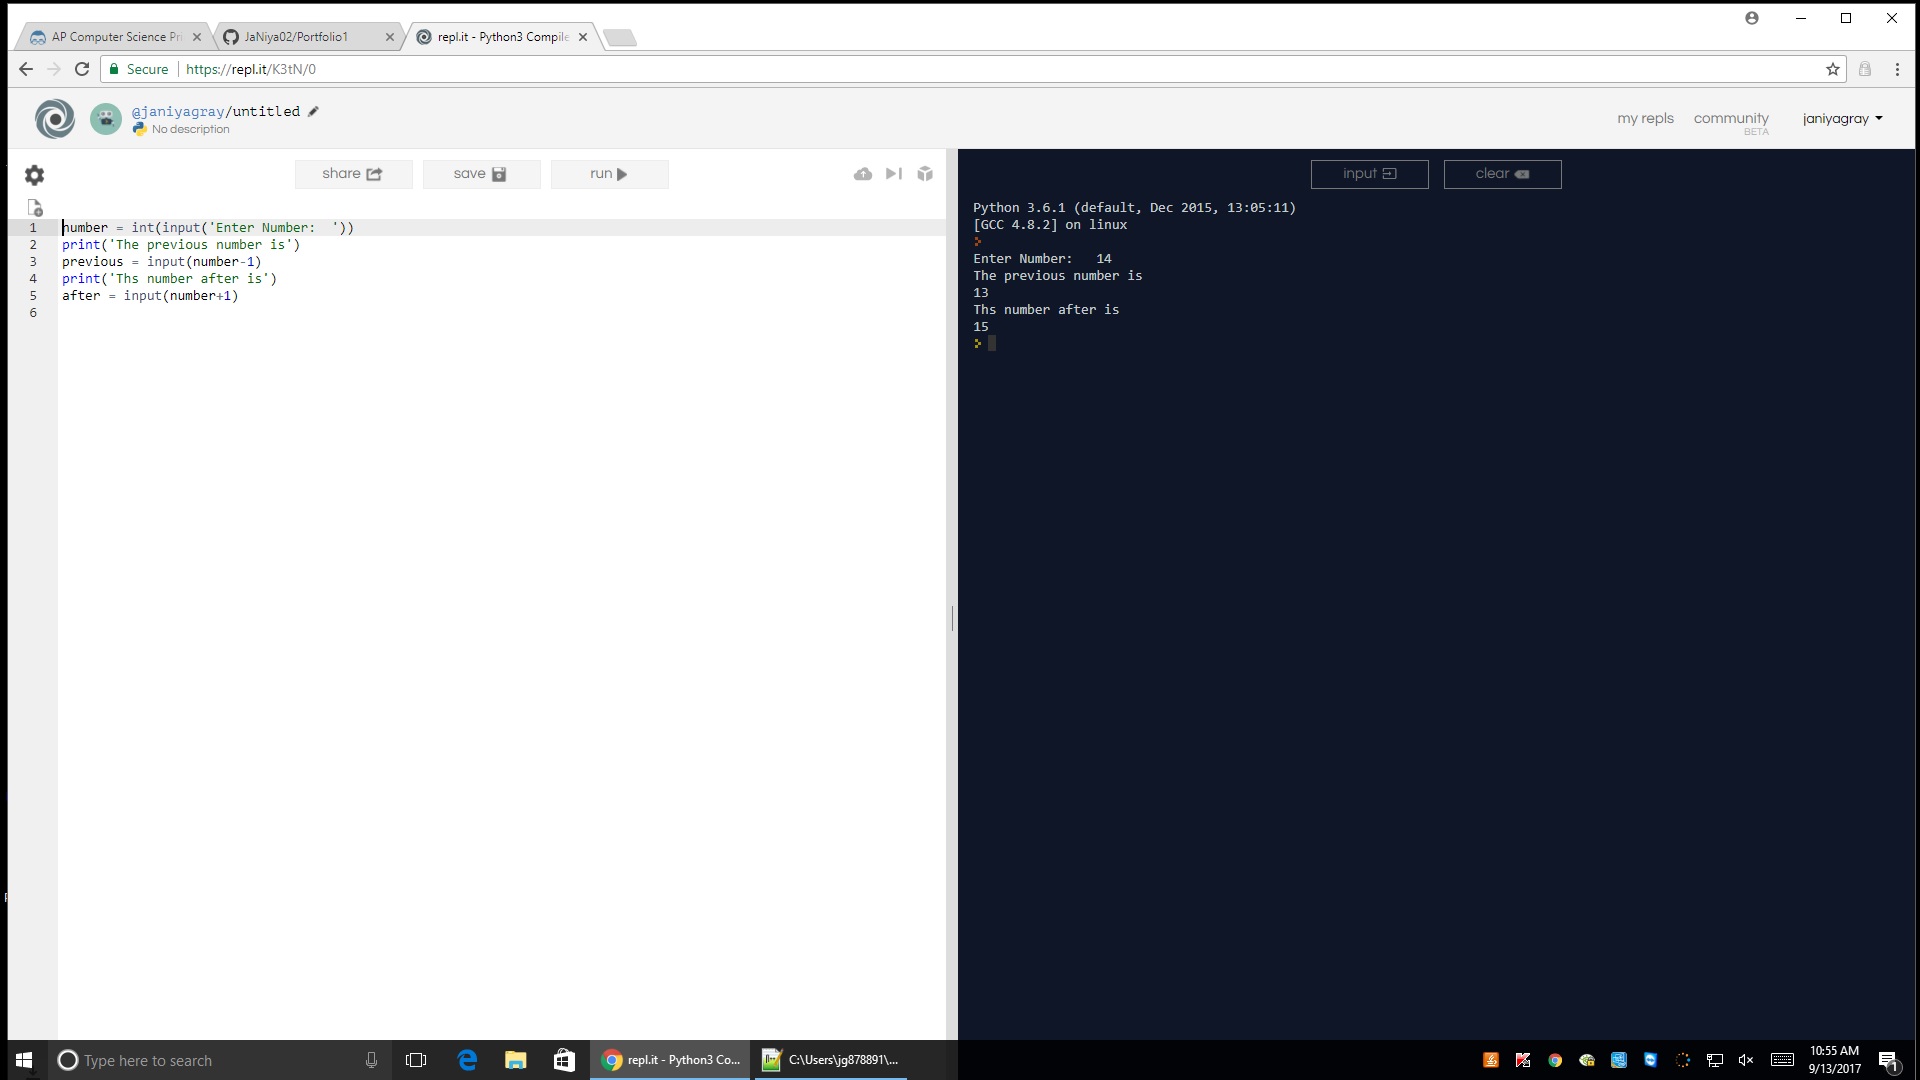 AP Computer Science Pri
JaNiya02/Portfolio1
repl.it - Python3 Compile
Secure
https://repl.it/K3tN/0
@janiyagray/untitled
No description
my repls
community
BETA
janiyagray
share
save
run
input
clear
1 number = int(input('Enter Number:  '))
2 print('The previous number is')
3 previous = input(number-1)
4 print('Ths number after is')
5 after = input(number+1)
6
Python 3.6.1 (default, Dec 2015, 13:05:11)
[GCC 4.8.2] on linux
Enter Number:   14
The previous number is
13
Ths number after is
15
Type here to search
repl.it - Python3 Co...
C:\Users\jg878891\...
10:55 AM
9/13/2017
1